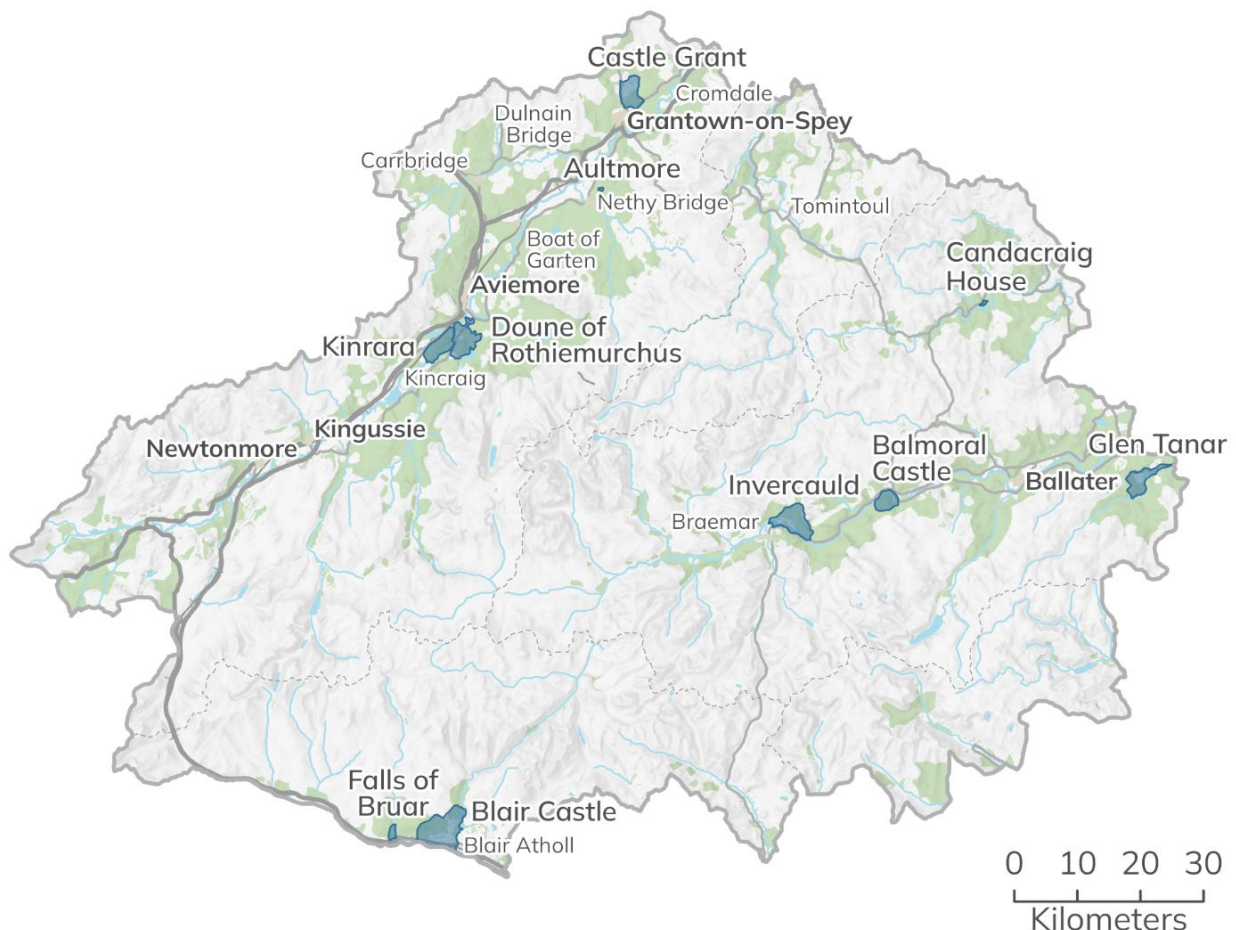 Castle Grant
Cromdale
Dulnain
Bridge
Grantown-on-Spey
Carrbridge
Aultmore
Nethy Bridge
Tomintoul
Boat of
Garten
Candacraig
House
Aviemore
Doune of
Rothiemurchus
Kinrara
Kincraig
Kingussie
Newtonmore
Balmoral
Castle
Glen Tanar
Ballater
Invercauld
Braemar
Falls of
Bruar
Blair Castle
Blair Atholl
0 10 20 30
Kilometers